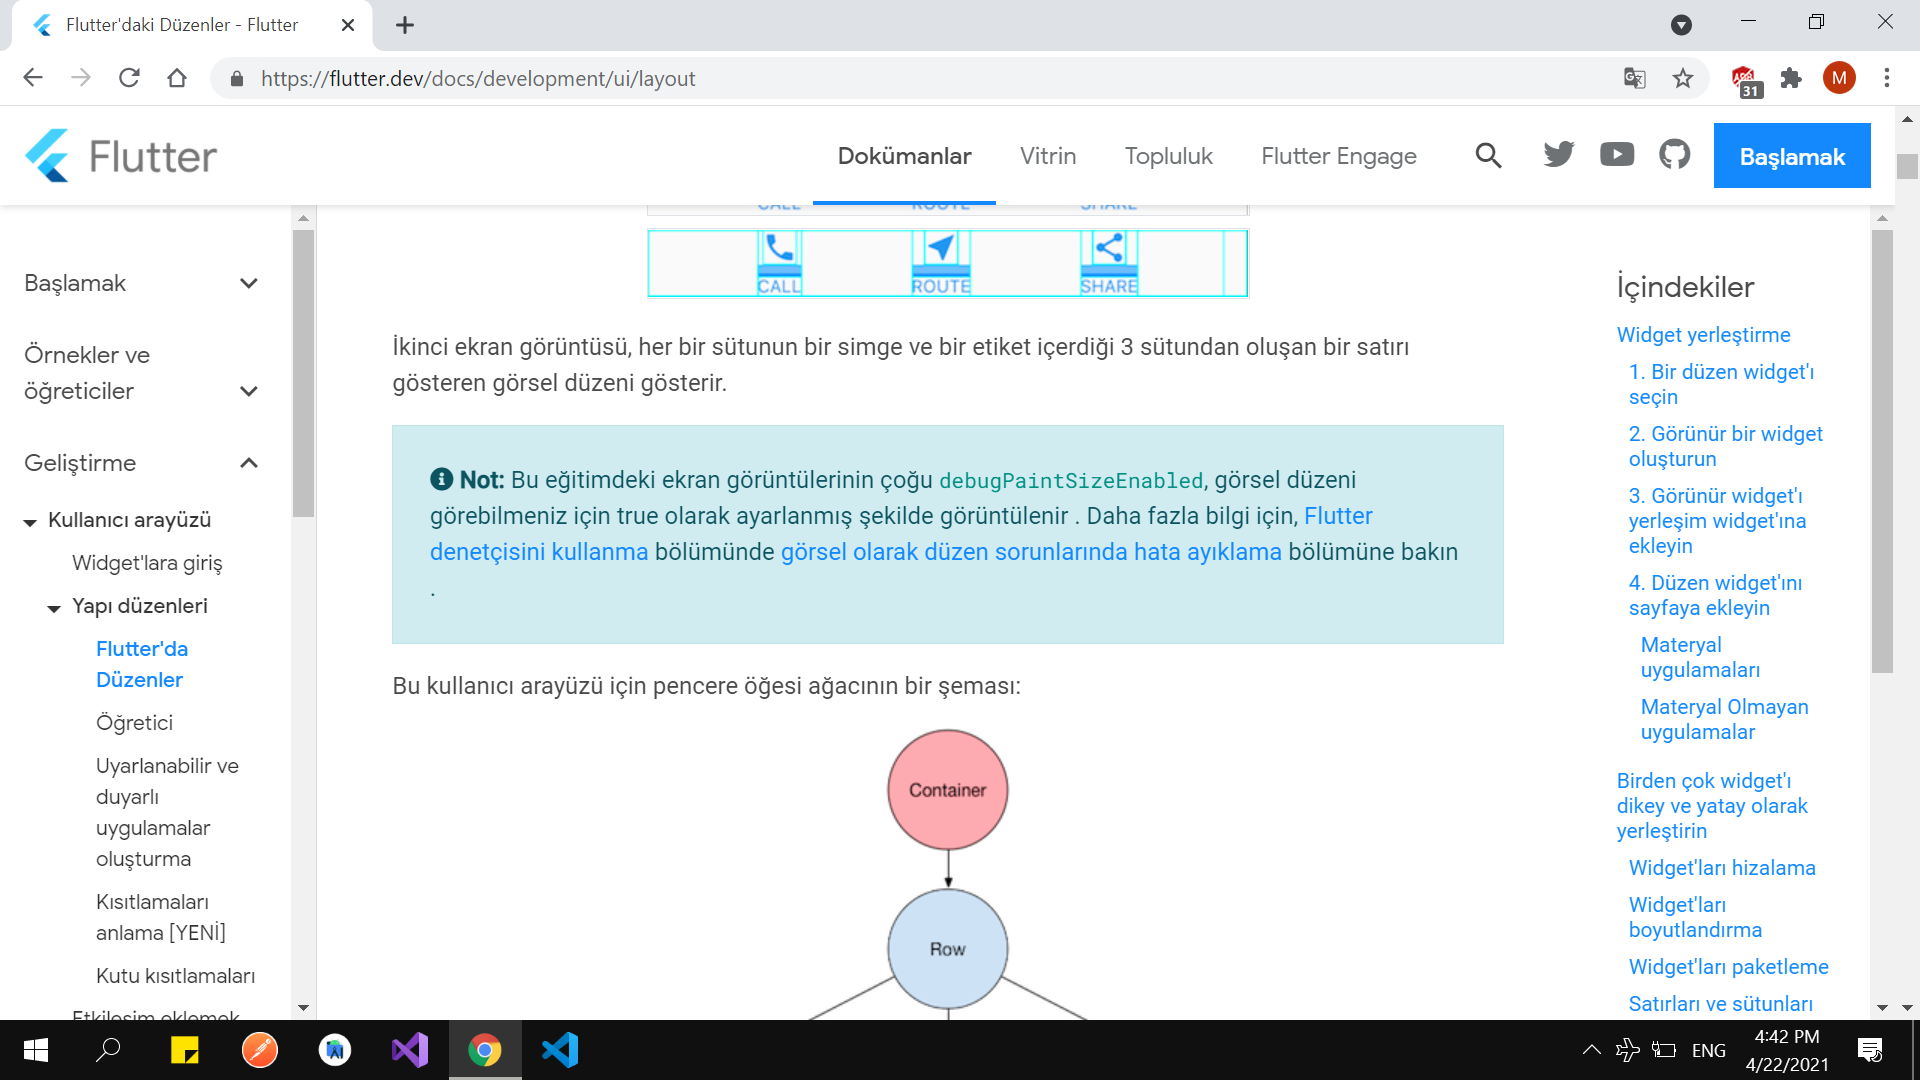 Flutter'daki Düzenler - Flutter
https://flutter.dev/docs/development/ui/layout
31
M
Flutter
Dokümanlar
Vitrin
Topluluk
Flutter Engage
Başlamak
Başlamak
Örnekler ve
öğreticiler
Geliştirme
Kullanıcı arayüzü
Widget'lara giriş
Yapı düzenleri
Flutter'da
Düzenler
Öğretici
Uyarlanabilir ve
duyarlı
uygulamalar
oluşturma
Kısıtlamaları
anlama [YENİ]
Kutu kısıtlamaları
Etkileşim eklemek
CALL ROUTE SHARE
CALL ROUTE SHARE
İkinci ekran görüntüsü, her bir sütunun bir simge ve bir etiket içerdiği 3 sütundan oluşan bir satırı
gösteren görsel düzeni gösterir.
Not: Bu eğitimdeki ekran görüntülerinin çoğu debugPaintSizeEnabled, görsel düzeni
görebilmeniz için true olarak ayarlanmış şekilde görüntülenir . Daha fazla bilgi için, Flutter
denetçisini kullanma bölümünde görsel olarak düzen sorunlarında hata ayıklama bölümüne bakın
.
Bu kullanıcı arayüzü için pencere öğesi ağacının bir şeması:
Container
Row
İçindekiler
Widget yerleştirme
1. Bir düzen widget'ı
seçin
2. Görünür bir widget
oluşturun
3. Görünür widget'ı
yerleşim widget'ına
ekleyin
4. Düzen widget'ını
sayfaya ekleyin
Materyal
uygulamaları
Materyal Olmayan
uygulamalar
Birden çok widget'ı
dikey ve yatay olarak
yerleştirin
Widget'ları hizalama
Widget'ları
boyutlandırma
Widget'ları paketleme
Satırları ve sütunları
ENG
4:42 PM
4/22/2021